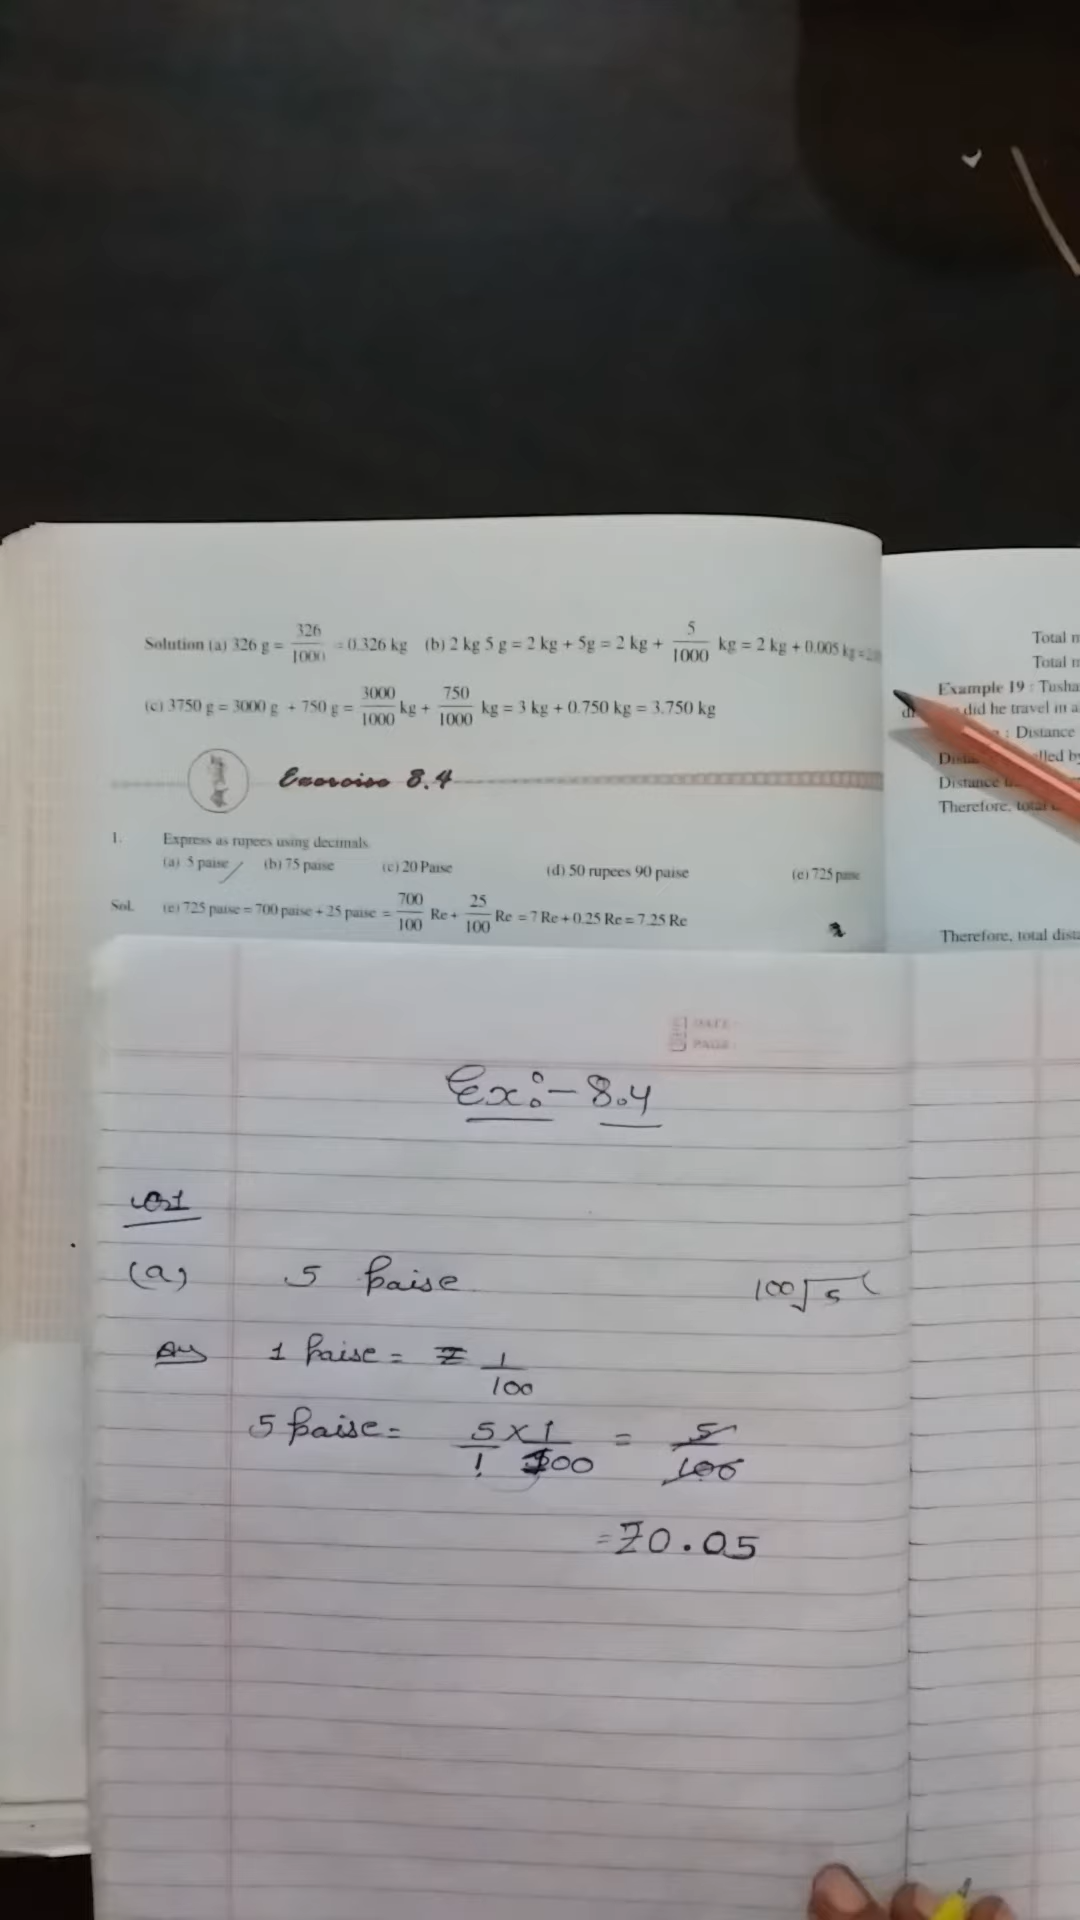 Solution (a) 326 g = 326/1000 = 0.326 kg (b) 2 kg 5 g = 2 kg + 5g = 2 kg + 5/1000 kg = 2 kg + 0.005 kg =
(c) 3750 g = 3000 g + 750 g = 3000/1000 kg + 750/1000 kg = 3 kg + 0.750 kg = 3.750 kg
Exercise 8.4
1. Express as rupees using decimals
(a) 5 paise (b) 75 paise (c) 20 Paise (d) 50 rupees 90 paise (e) 725 paise
Sol. (e) 725 paise = 700 paise + 25 paise = 700/100 Re + 25/100 Re = 7 Re + 0.25 Re = 7.25 Re
Total
Total
Example 19 : Tusha
did he travel in a
: Distance
lled by
Distance
Therefore, total
Therefore, total dista
DATE
PAGE
Ex:- 8.4
Q1
(a) 5 paise 100√5
Ans 1 paise = ₹ 1/100
5 paise = 5/1 × 1/100 = 5/100
= ₹0.05